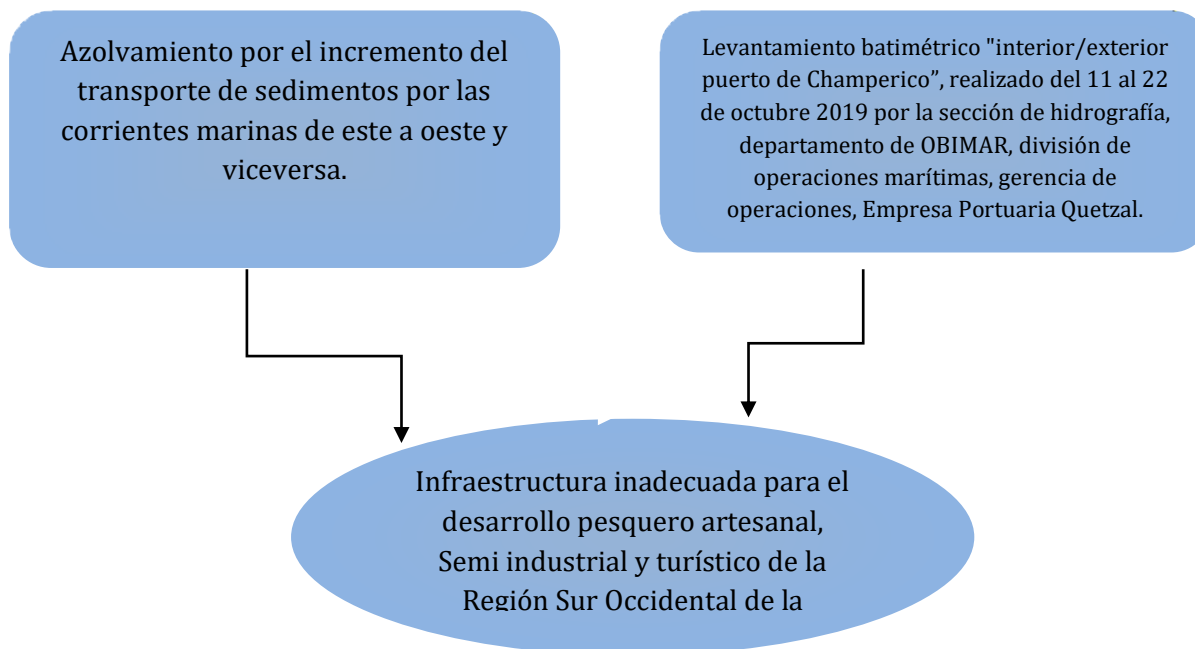 Azolvamiento por el incremento del
transporte de sedimentos por las
corrientes marinas de este a oeste y
viceversa.
Levantamiento batimétrico "interior/exterior
puerto de Champerico”, realizado del 11 al 22
de octubre 2019 por la sección de hidrografía,
departamento de OBIMAR, división de
operaciones marítimas, gerencia de
operaciones, Empresa Portuaria Quetzal.
Infraestructura inadecuada para el
desarrollo pesquero artesanal,
Semi industrial y turístico de la
Región Sur Occidental de la